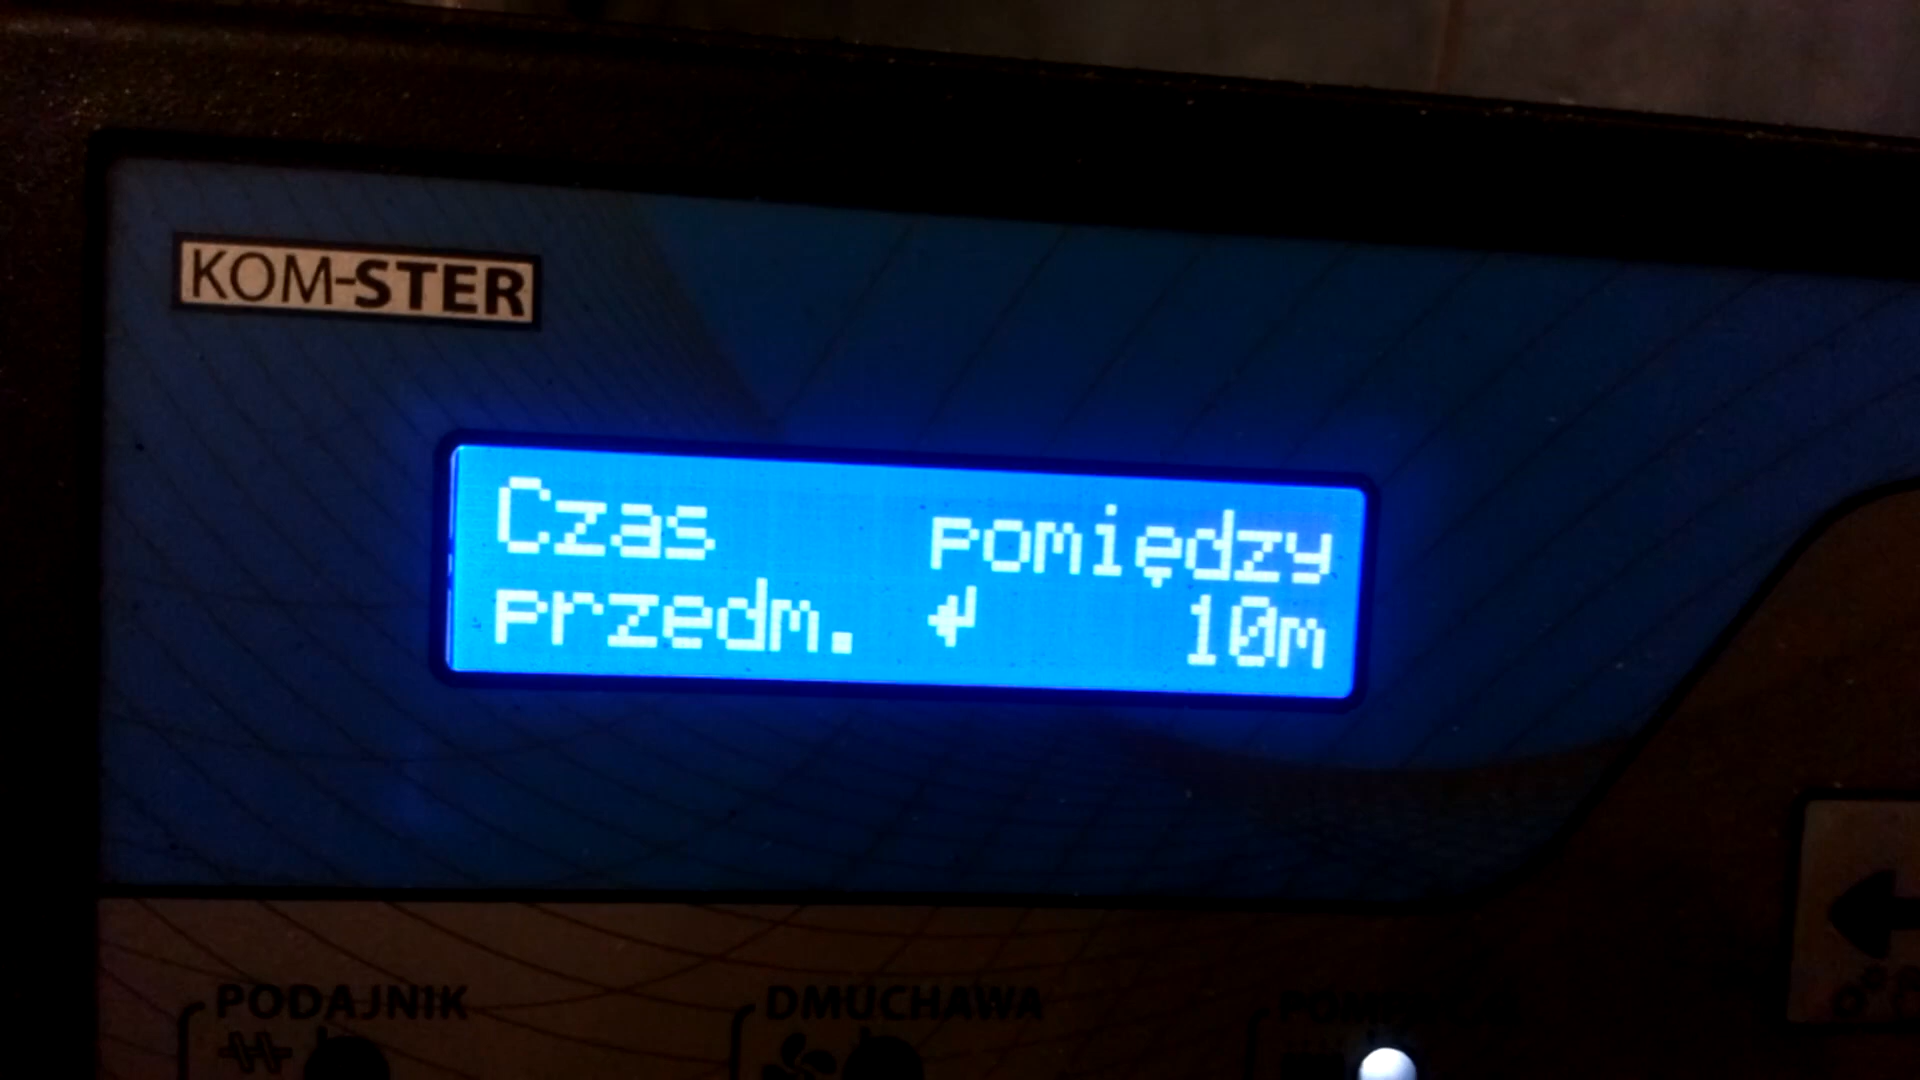 KOM-STER
Czas pomiędzy
przedm. ↲ 10m
PODAJNIK
DMUCHAWA